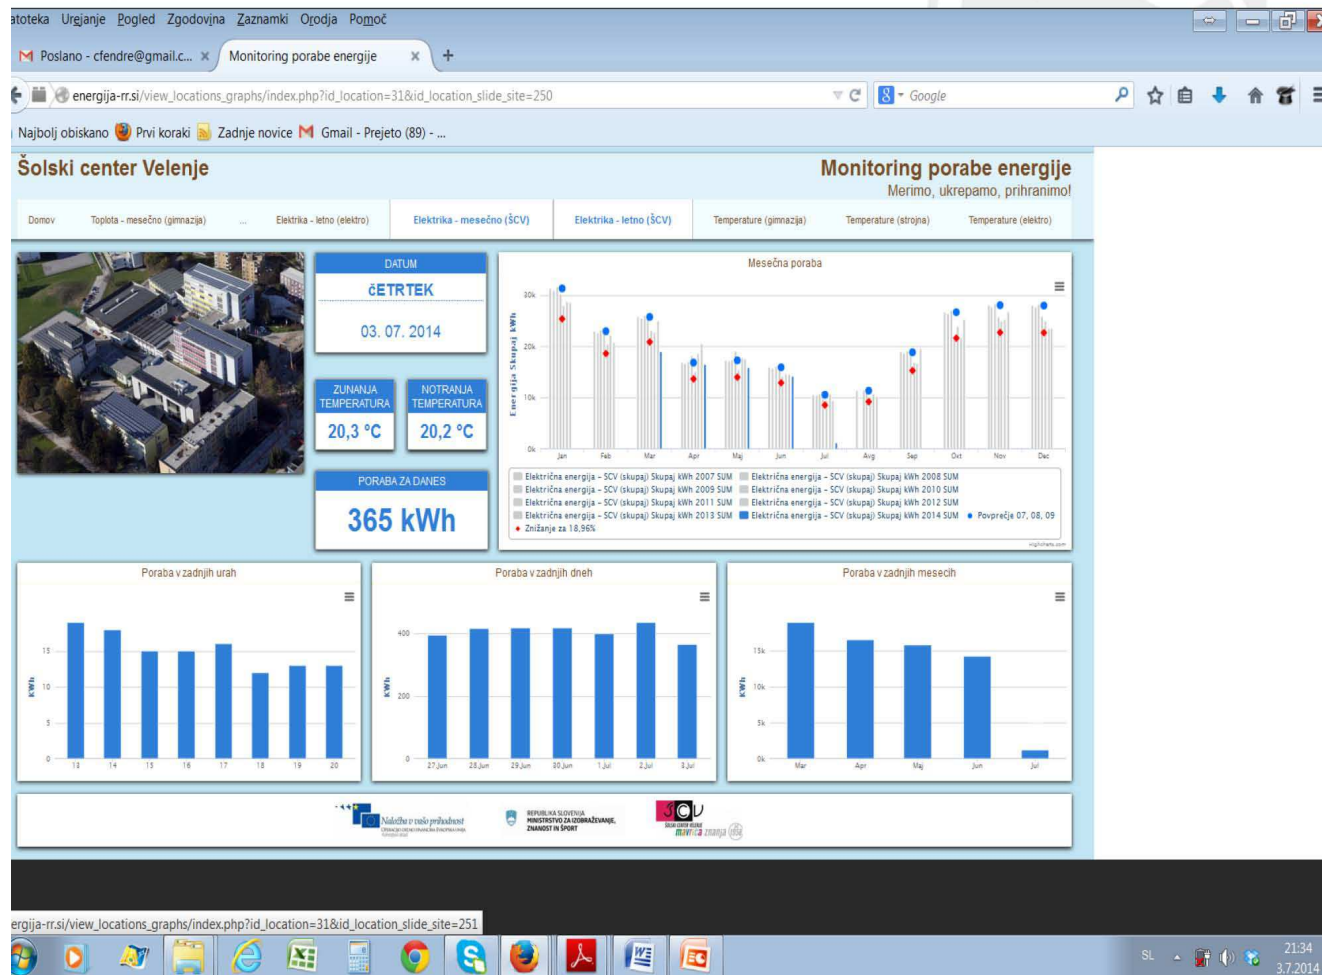 atoteka Urejanje Pogled Zgodovina Zaznamki Orodja Pomoč
Poslano - cfendre@gmail.c... × Monitoring porabe energije × +
energija-rr.si/view_locations_graphs/index.php?id_location=31&id_location_slide_site=250
Google
Najbolj obiskano Prvi koraki Zadnje novice Gmail - Prejeto (89) - ...
Šolski center Velenje
Monitoring porabe energije
Merimo, ukrepamo, prihranimo!
Domov Toplota - mesečno (gimnazija) ... Elektrika - letno (elektro) Elektrika - mesečno (ŠCV) Elektrika - letno (ŠCV) Temperature (gimnazija) Temperature (strojna) Temperature (elektro)
DATUM
čETRTEK
03. 07. 2014
ZUNANJA TEMPERATURA
20,3 °C
NOTRANJA TEMPERATURA
20,2 °C
PORABA ZA DANES
365 kWh
Mesečna poraba
Energija Skupaj kWh
30k
20k
10k
0k
Jan Feb Mar Apr Maj Jun Jul Avg Sep Okt Nov Dec
Električna energija - SCV (skupaj) Skupaj kWh 2007 SUM Električna energija - SCV (skupaj) Skupaj kWh 2008 SUM
Električna energija - SCV (skupaj) Skupaj kWh 2009 SUM Električna energija - SCV (skupaj) Skupaj kWh 2010 SUM
Električna energija - SCV (skupaj) Skupaj kWh 2011 SUM Električna energija - SCV (skupaj) Skupaj kWh 2012 SUM
Električna energija - SCV (skupaj) Skupaj kWh 2013 SUM Električna energija - SCV (skupaj) Skupaj kWh 2014 SUM Povprečje 07, 08, 09
Znižanje za 18,96%
Poraba v zadnjih urah
KWh
15
10
5
0
13 14 15 16 17 18 19 20
Poraba v zadnjih dneh
KWh
400
200
0
27.Jun 28.Jun 29.Jun 30.Jun 1.Jul 2.Jul 3.Jul
Poraba v zadnjih mesecih
KWh
15k
10k
5k
0k
Mar Apr Maj Jun Jul
Naložba v vašo prihodnost
REPUBLIKA SLOVENIJA
MINISTRSTVO ZA IZOBRAŽEVANJE,
ZNANOST IN ŠPORT
ŠCV
ŠOLSKI CENTER VELENJE
mavrica znanja
ergija-rr.si/view_locations_graphs/index.php?id_location=31&id_location_slide_site=251
SL
21:34
3.7.2014